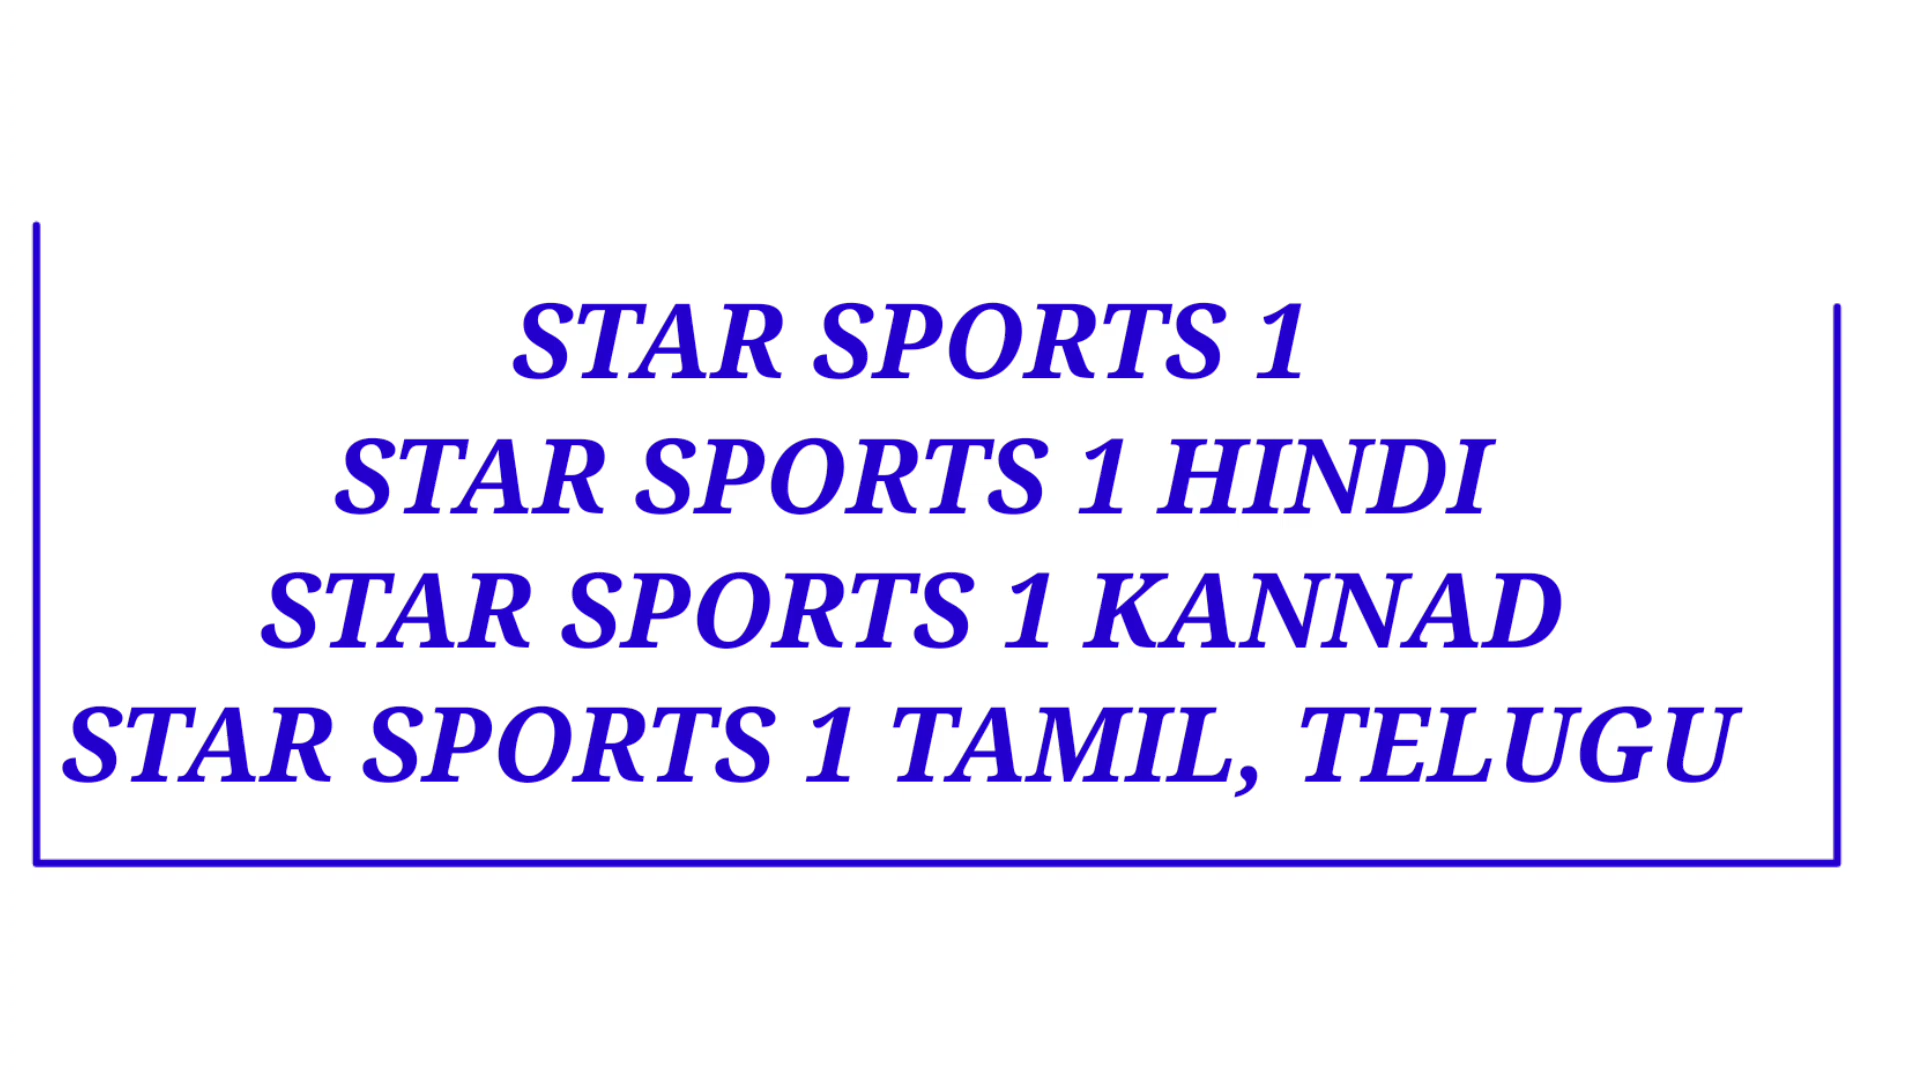 STAR SPORTS 1
STAR SPORTS 1 HINDI
STAR SPORTS 1 KANNAD
STAR SPORTS 1 TAMIL, TELUGU